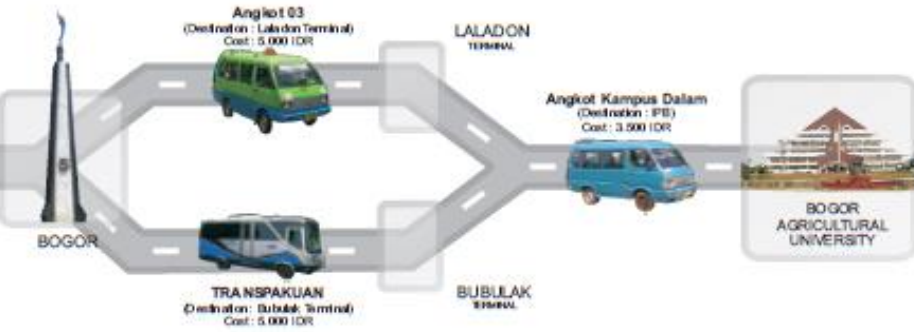 Angkot 03
(Destination : Laladon Terminal)
Cost : 5.000 IDR
LALADON
TERMINAL
Angkot Kampus Dalam
(Destination : IPB)
Cost : 3.500 IDR
BOGOR
BOGOR
AGRICULTURAL
UNIVERSITY
TRANSPAKUAN
(Destination : Bubulak Terminal)
Cost : 5.000 IDR
BUBULAK
TERMINAL